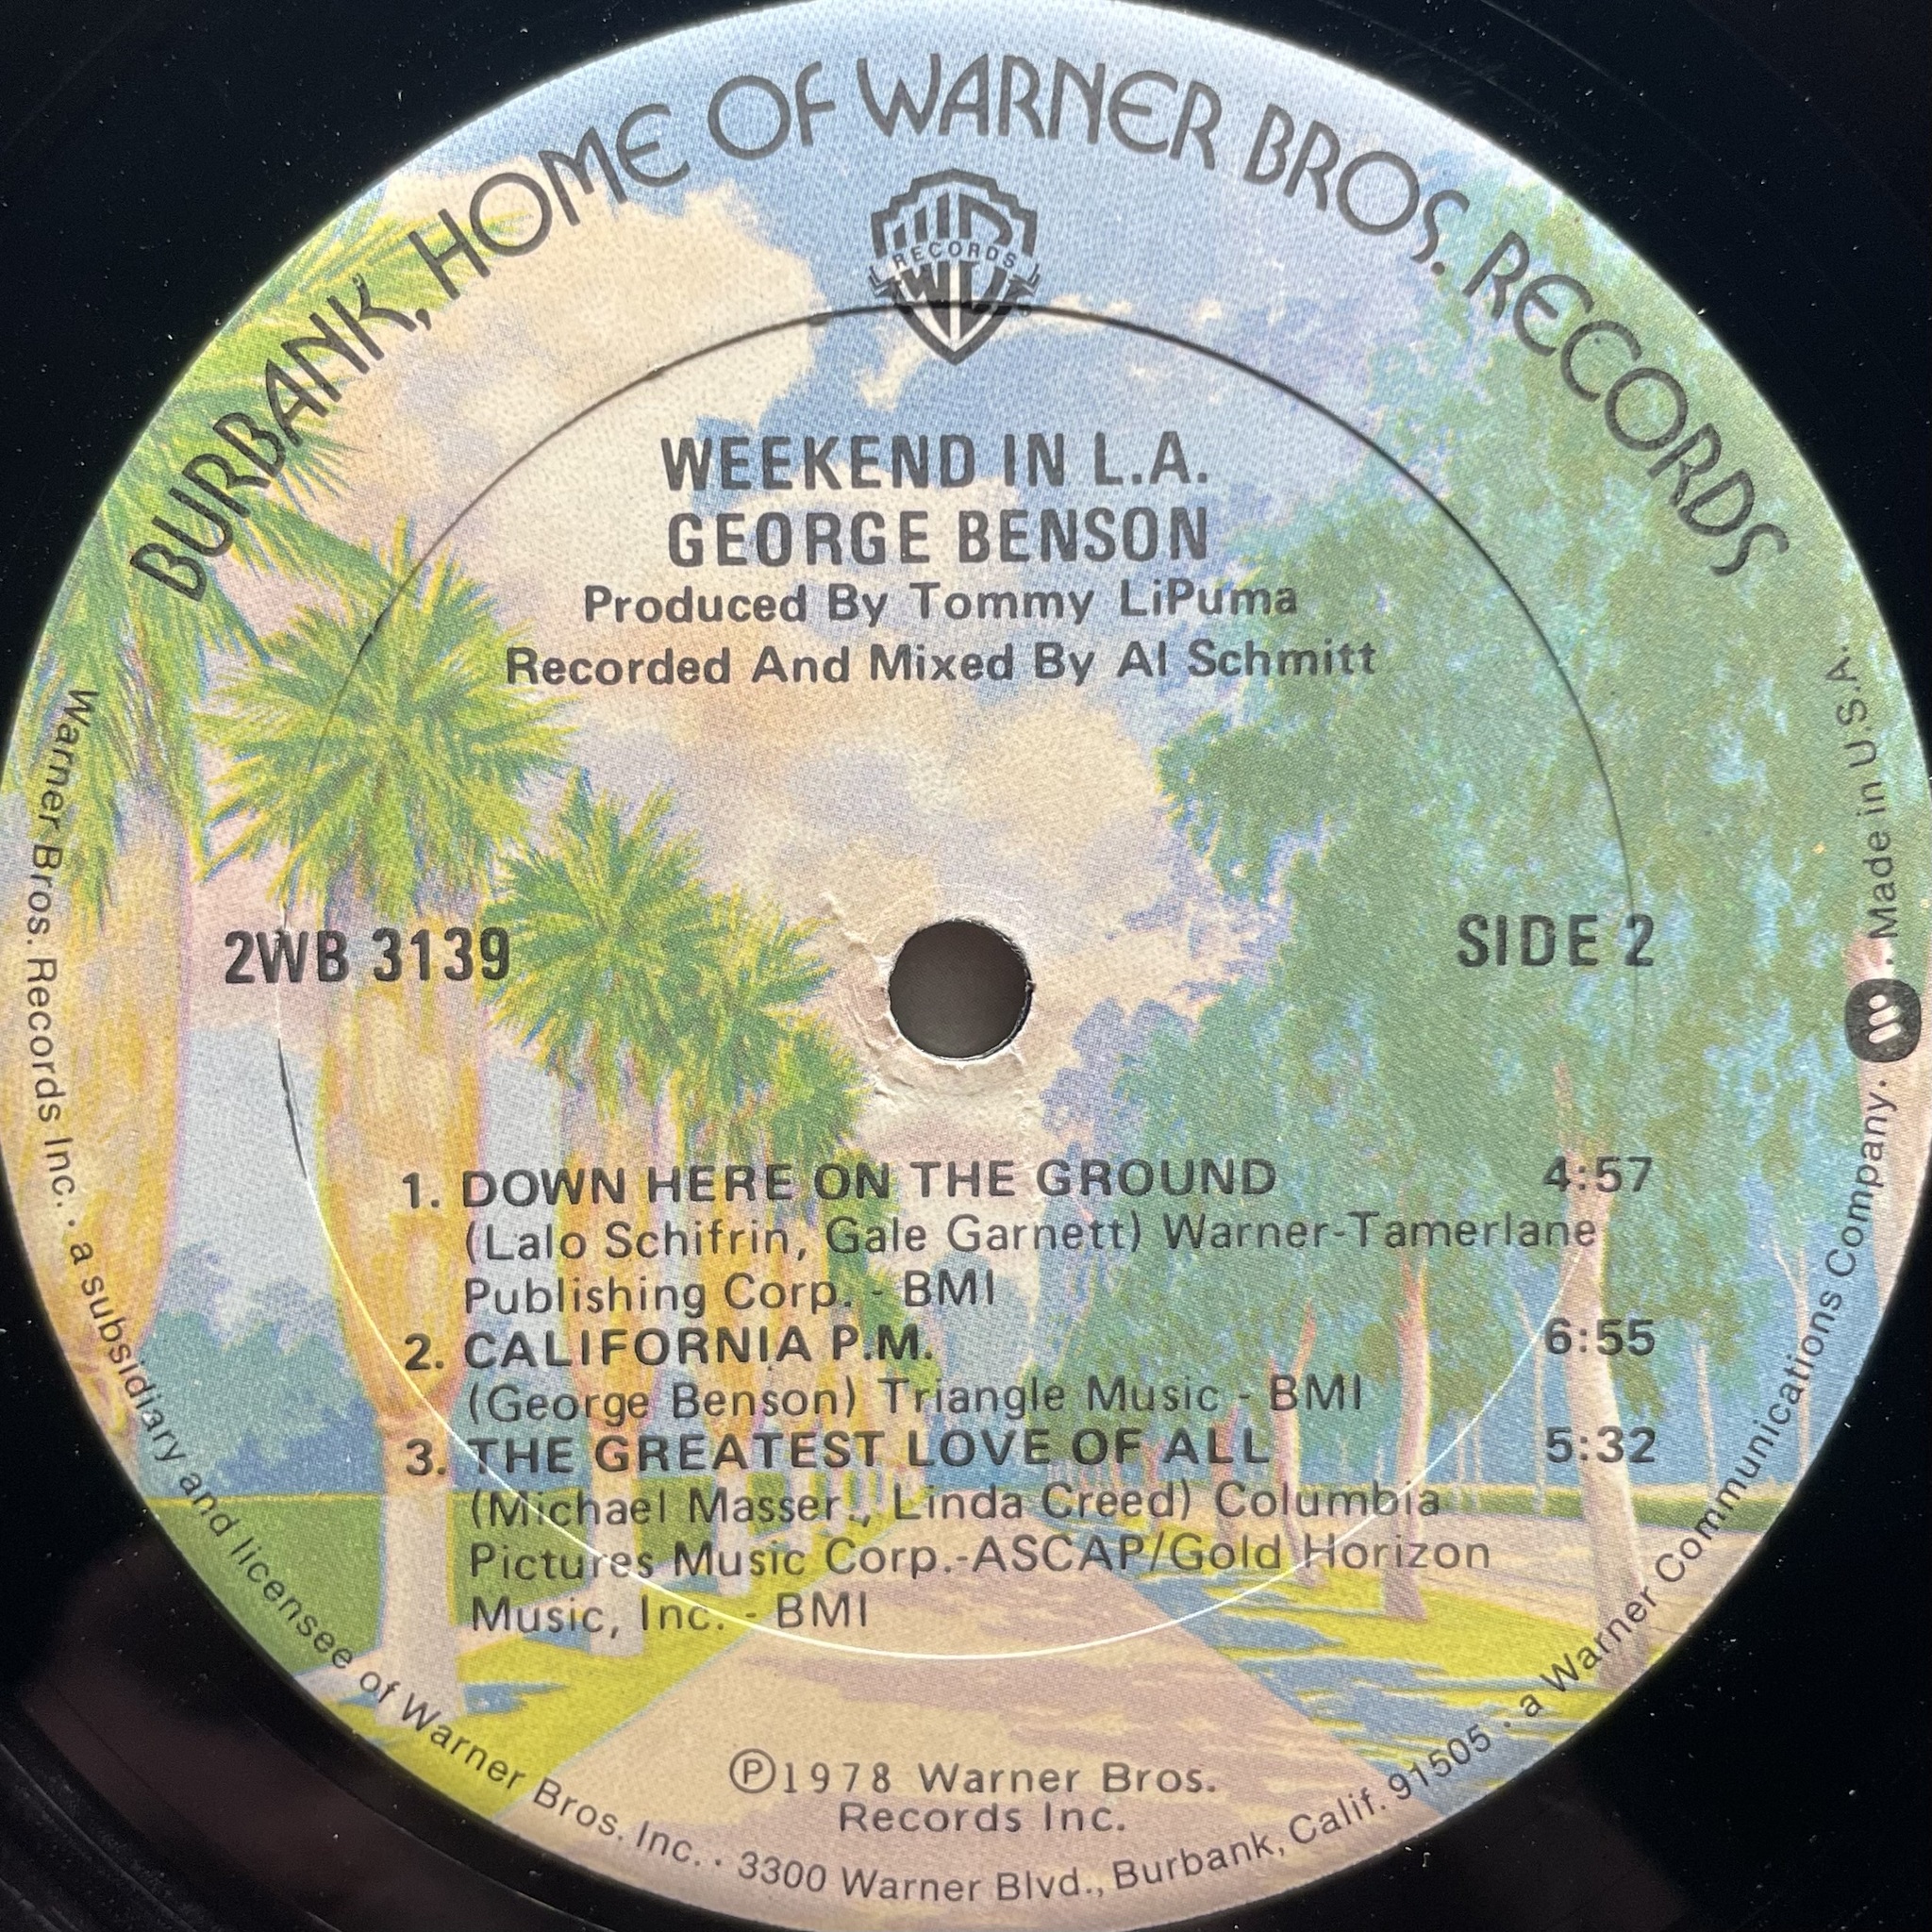 BURBANK, HOME OF WARNER BROS. RECORDS
RECORDS
WEEKEND IN L.A.
GEORGE BENSON
Produced By Tommy LiPuma
Recorded And Mixed By Al Schmitt
2WB 3139
SIDE 2
1. DOWN HERE ON THE GROUND 4:57
(Lalo Schifrin, Gale Garnett) Warner-Tamerlane
Publishing Corp. - BMI
2. CALIFORNIA P.M. 6:55
(George Benson) Triangle Music - BMI
3. THE GREATEST LOVE OF ALL 5:32
(Michael Masser., Linda Creed) Columbia
Pictures Music Corp.-ASCAP/Gold Horizon
Music, Inc. - BMI
Ⓟ1978 Warner Bros.
Records Inc.
Warner Bros. Records Inc. · a subsidiary and licensee of Warner Bros. Inc. · 3300 Warner Blvd., Burbank, Calif. 91505 · a Warner Communications Company. . Made in U.S.A.